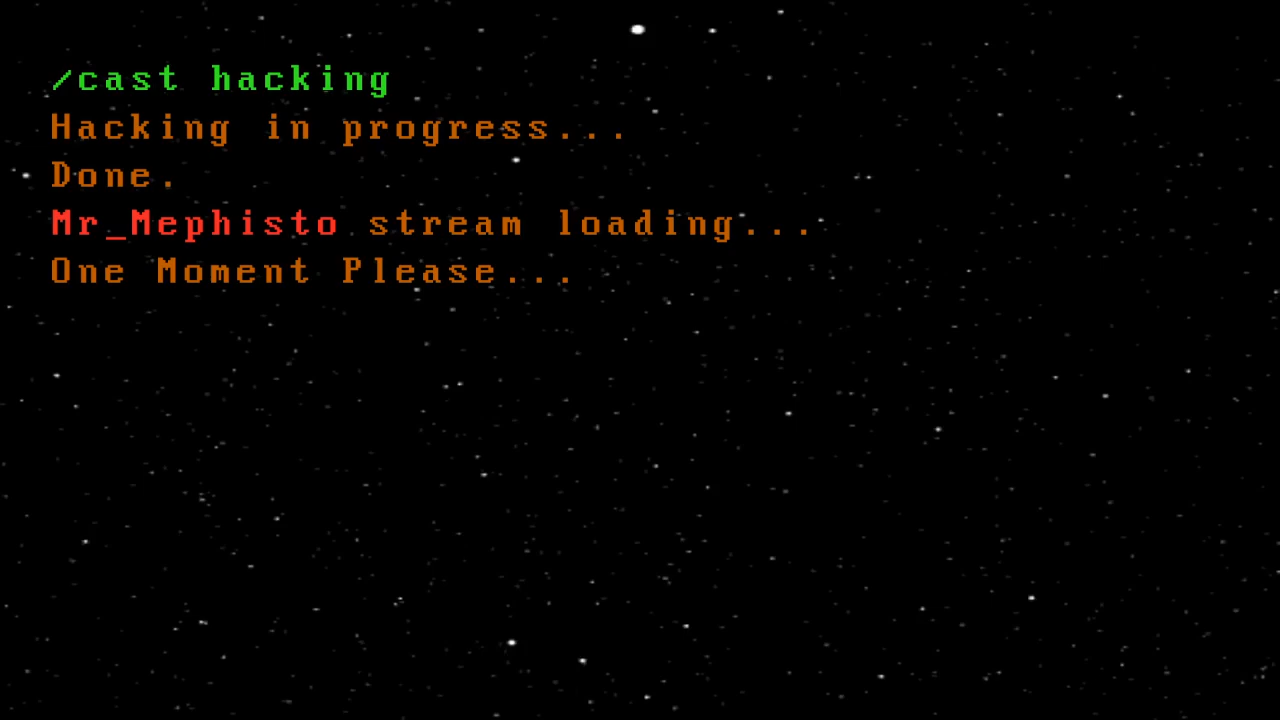 /cast hacking
Hacking in progress...
Done.
Mr_Mephisto stream loading...
One Moment Please...